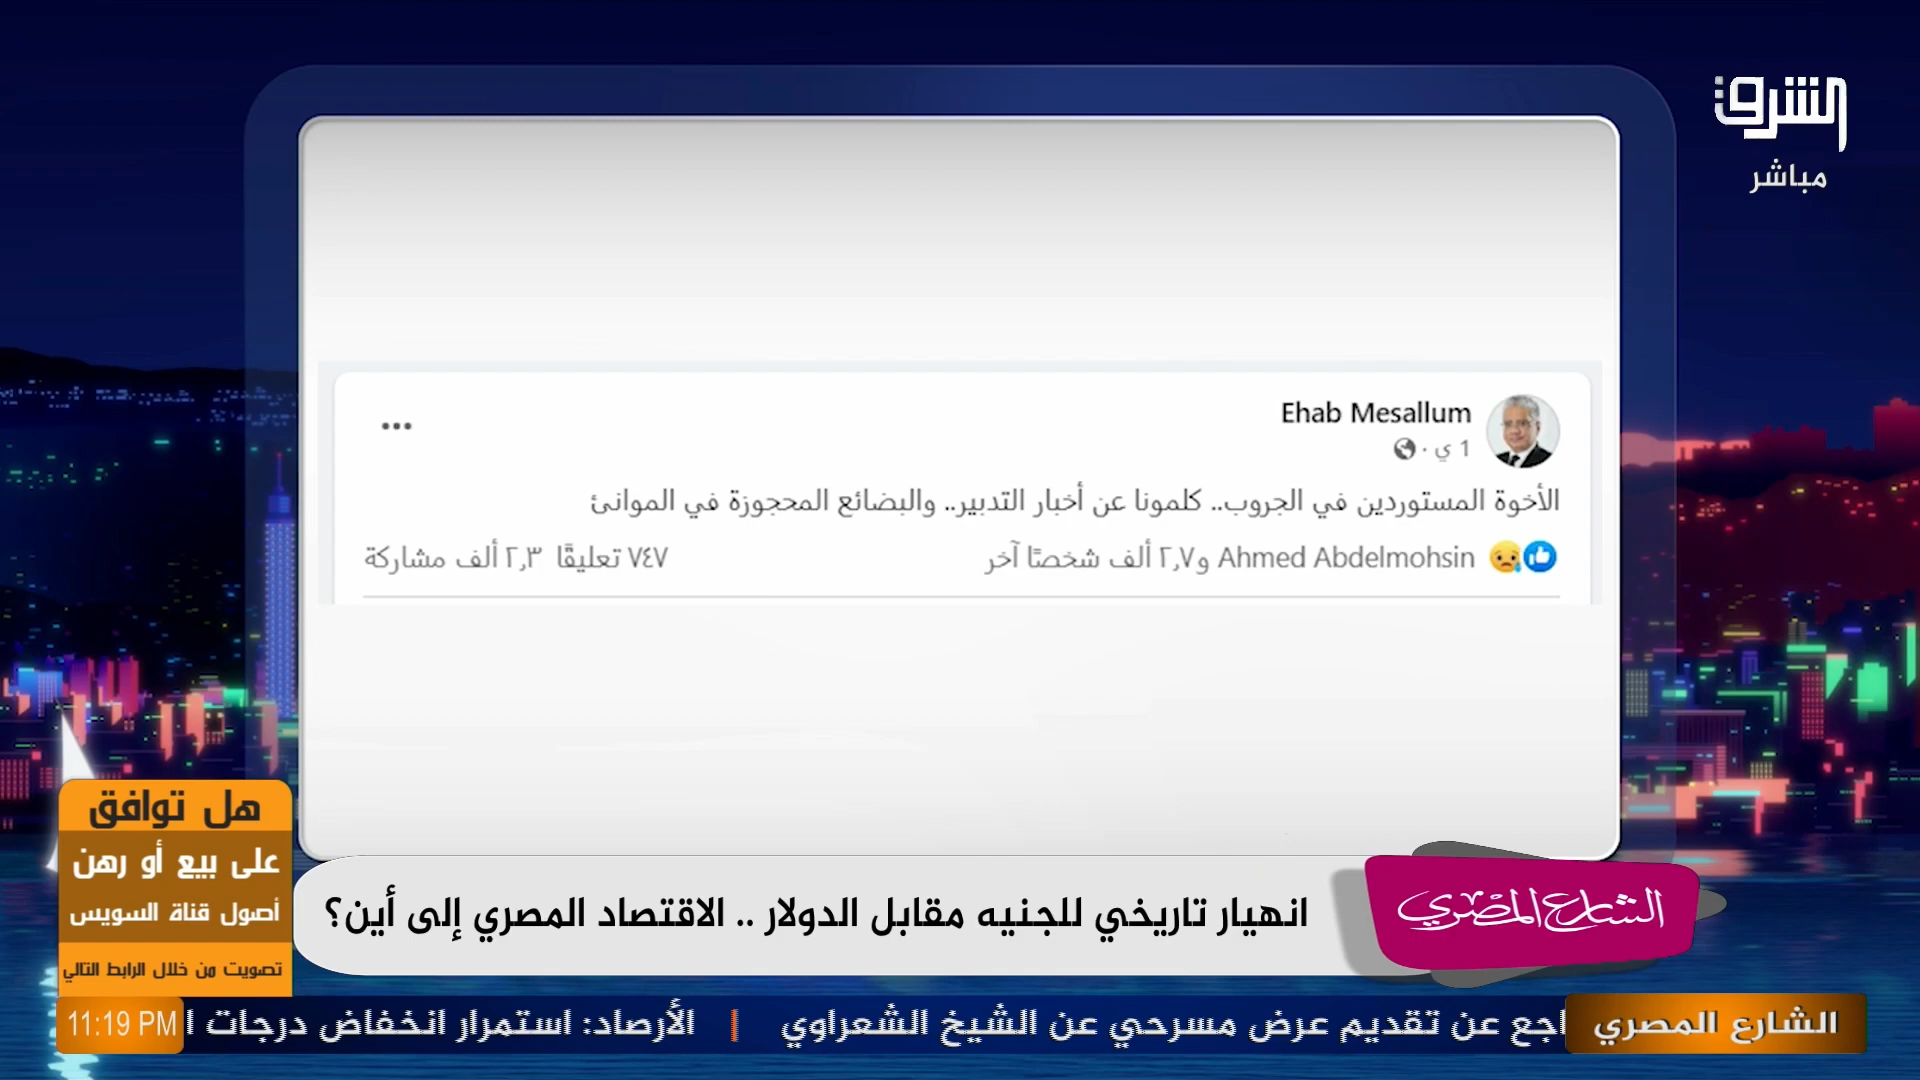 الشرق
مباشر
Ehab Mesallum
1 ي ·
الأخوة المستوردين في الجروب.. كلمونا عن أخبار التدبير.. والبضائع المحجوزة في الموانئ
Ahmed Abdelmohsin و٢٫٧ ألف شخصًا آخر
٧٤٧ تعليقًا ٢٫٣ ألف مشاركة
هل توافق
على بيع أو رهن
أصول قناة السويس
تصويت من خلال الرابط التالي
الشارع المصري
انهيار تاريخي للجنيه مقابل الدولار .. الاقتصاد المصري إلى أين؟
الشارع المصري
اجع عن تقديم عرض مسرحي عن الشيخ الشعراوي | الأرصاد: استمرار انخفاض درجات ا
11:19 PM